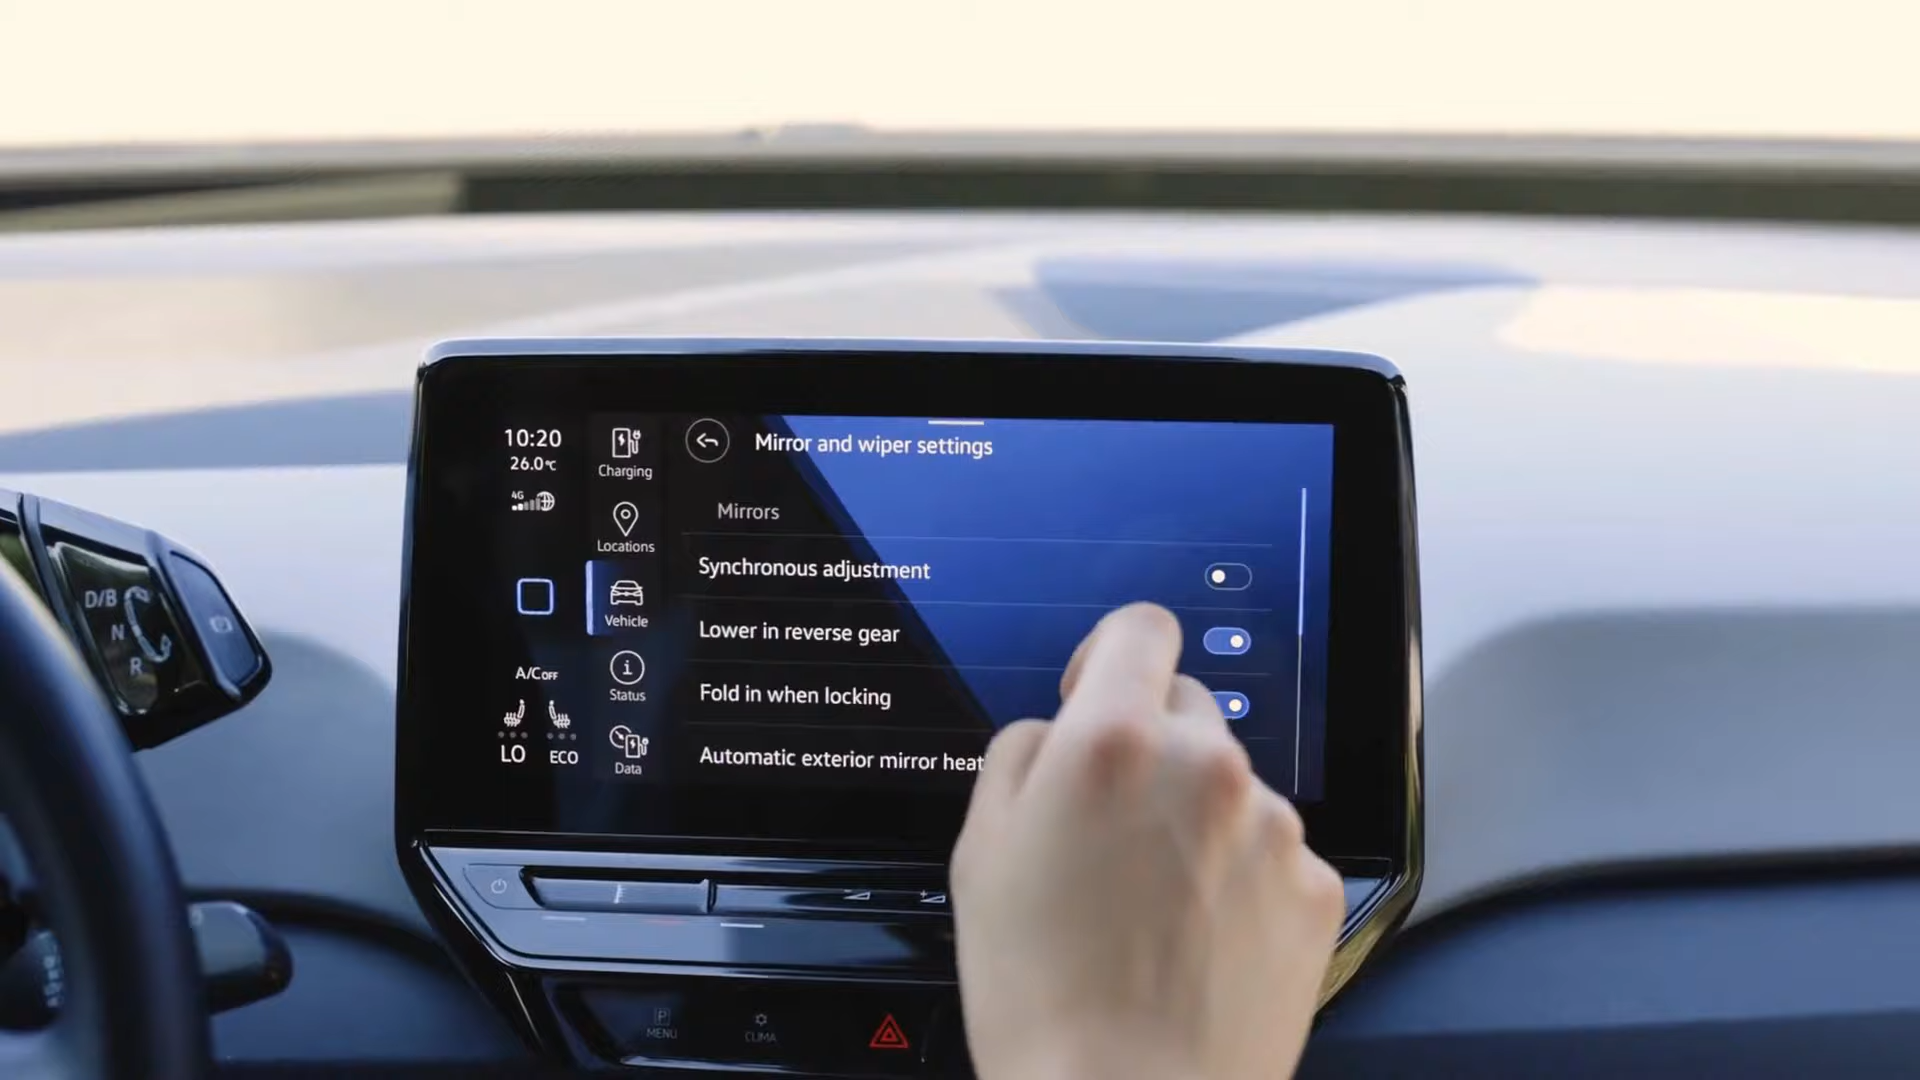 10:20
26.0°C
4G
A/C OFF
LO
ECO
Charging
Locations
Vehicle
Status
Data
Mirror and wiper settings
Mirrors
Synchronous adjustment
Lower in reverse gear
Fold in when locking
Automatic exterior mirror heat
D/B
N
R
MENU
CLIMA